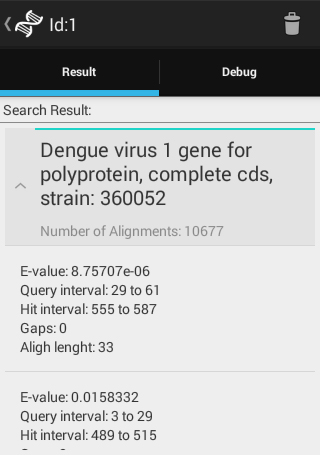 Id:1
Result
Debug
Search Result:
Dengue virus 1 gene for
polyprotein, complete cds,
strain: 360052
Number of Alignments: 10677
E-value: 8.75707e-06
Query interval: 29 to 61
Hit interval: 555 to 587
Gaps: 0
Aligh lenght: 33
E-value: 0.0158332
Query interval: 3 to 29
Hit interval: 489 to 515